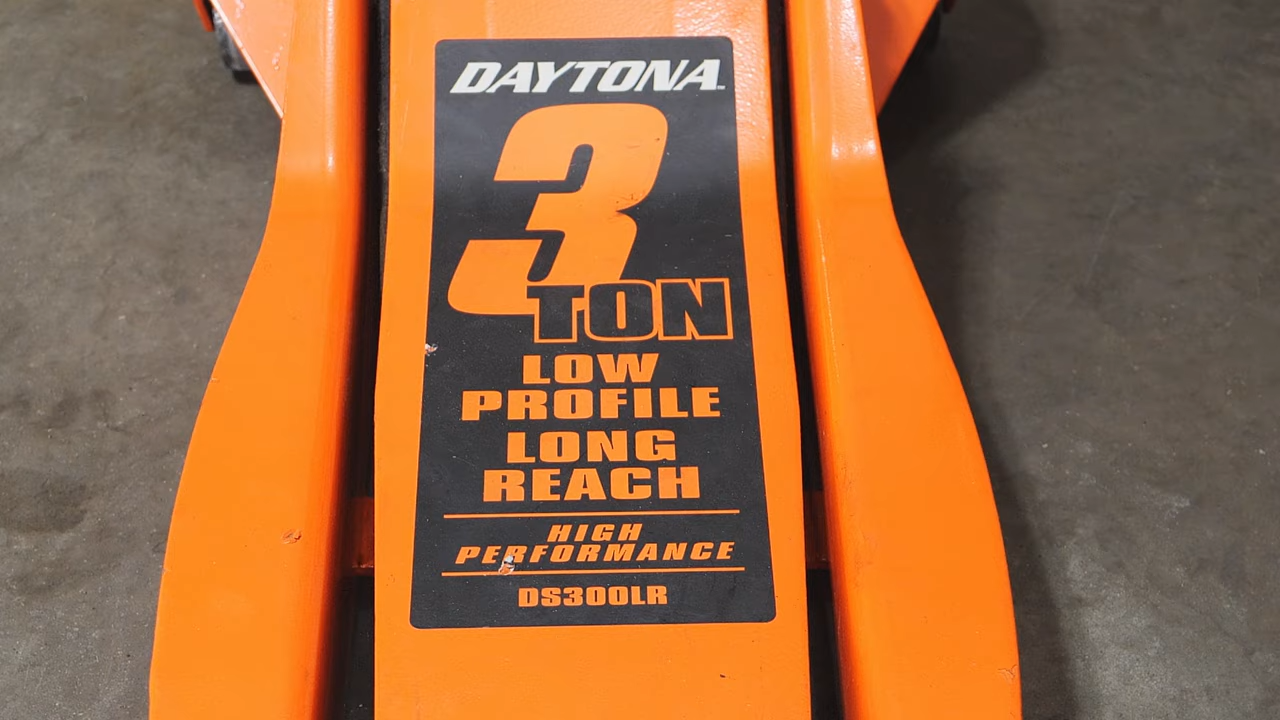 DAYTONA
3
TON
LOW
PROFILE
LONG
REACH
HIGH
PERFORMANCE
DS300LR